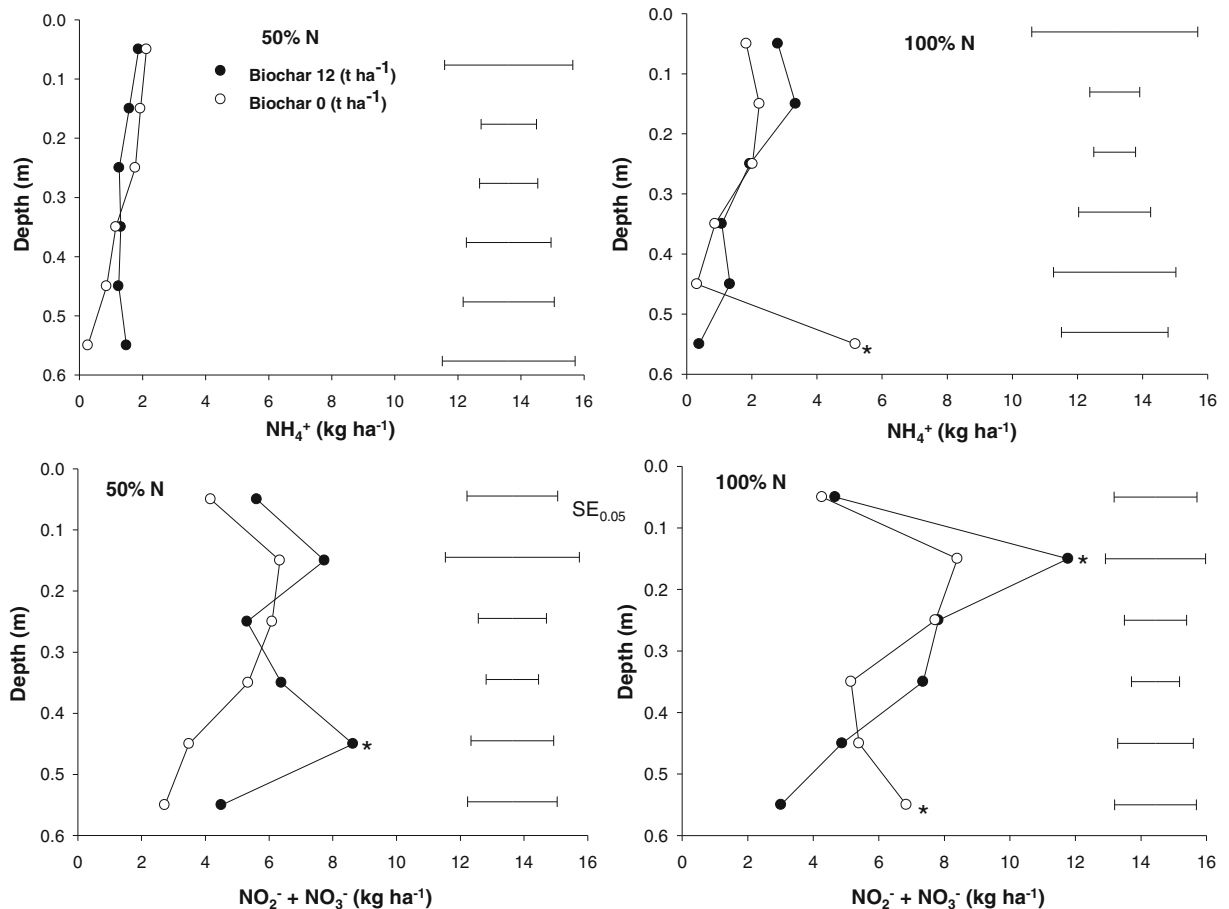 50% N
Biochar 12 (t ha⁻¹)
Biochar 0 (t ha⁻¹)
Depth (m)
0.0
0.1
0.2
0.3
0.4
0.5
0.6
0 2 4 6 8 10 12 14 16
NH₄⁺ (kg ha⁻¹)
100% N
Depth (m)
0.0
0.1
0.2
0.3
0.4
0.5
0.6
*
0 2 4 6 8 10 12 14 16
NH₄⁺ (kg ha⁻¹)
50% N
SE₀.₀₅
Depth (m)
0.0
0.1
0.2
0.3
0.4
0.5
0.6
*
0 2 4 6 8 10 12 14 16
NO₂⁻ + NO₃⁻ (kg ha⁻¹)
100% N
Depth (m)
0.0
0.1
0.2
0.3
0.4
0.5
0.6
*
*
0 2 4 6 8 10 12 14 16
NO₂⁻ + NO₃⁻ (kg ha⁻¹)